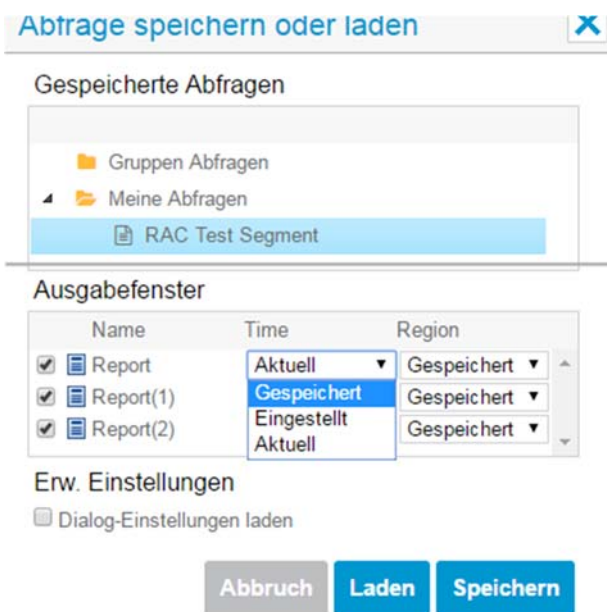 Abfrage speichern oder laden X
Gespeicherte Abfragen
Gruppen Abfragen
Meine Abfragen
RAC Test Segment
Ausgabefenster
Name Time Region
Report Aktuell Gespeichert
Report(1) Gespeichert Gespeichert
Report(2) Eingestellt Gespeichert
Aktuell
Erw. Einstellungen
Dialog-Einstellungen laden
Abbruch Laden Speichern